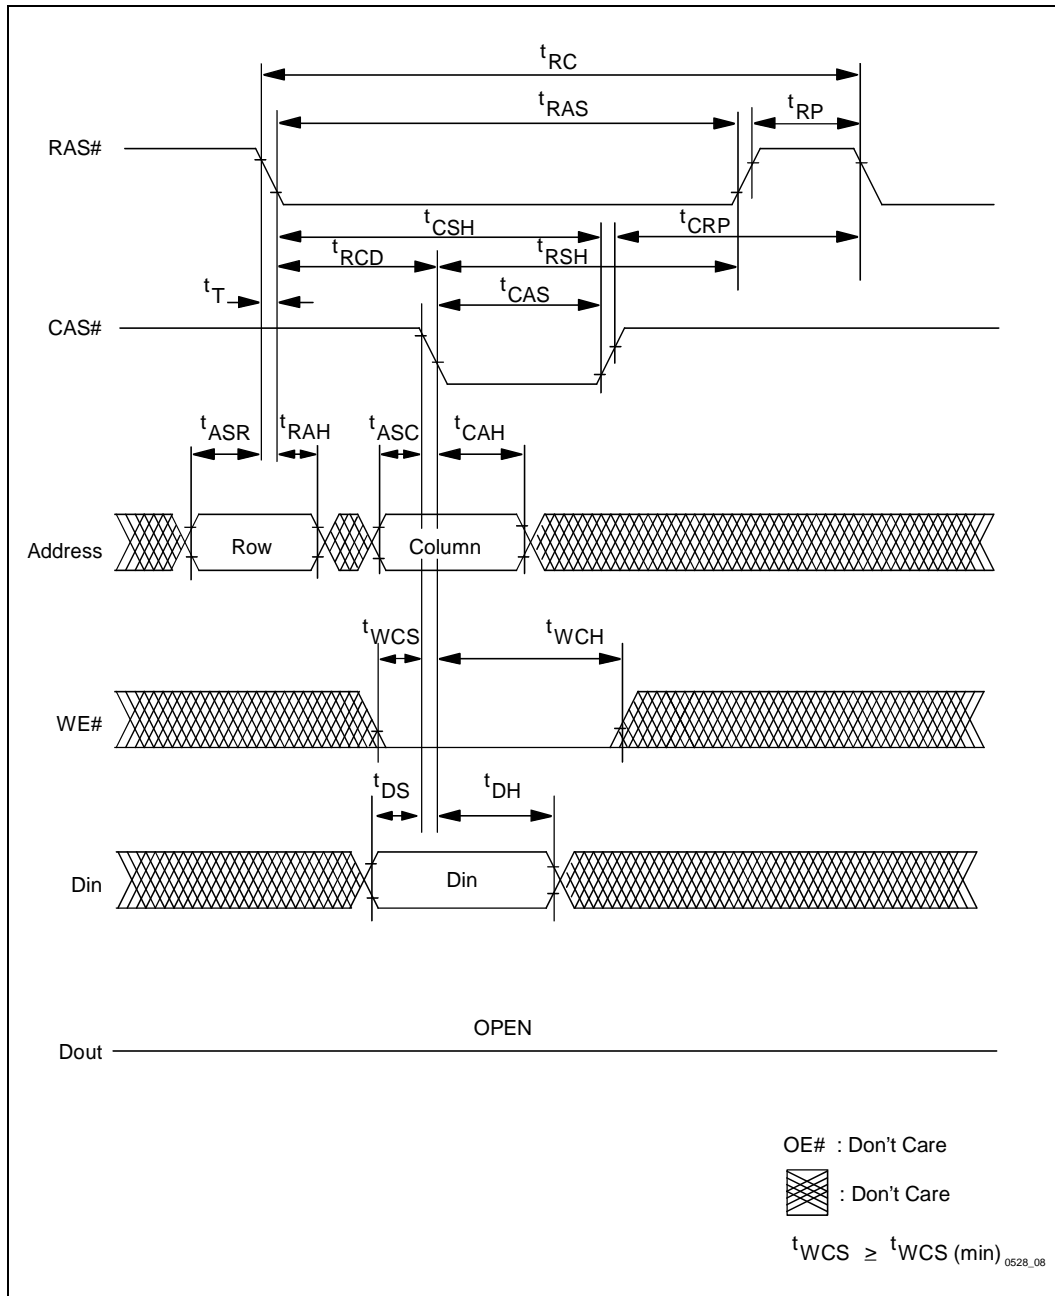 tRC
tRAS
tRP
RAS#
tCSH
tCRP
tRCD
tRSH
tT
tCAS
CAS#
tASR
tRAH
tASC
tCAH
Address
Row
Column
tWCS
tWCH
WE#
tDS
tDH
Din
Din
OPEN
Dout
OE# : Don't Care
: Don't Care
tWCS ≥ tWCS (min) 0528_08